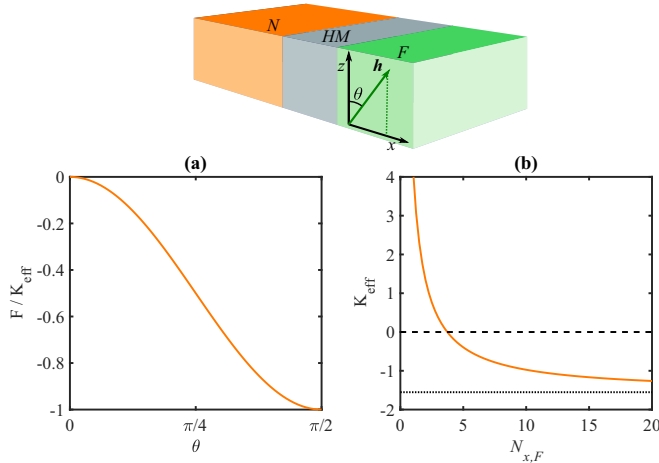 N
HM
F
z
h
θ
x
(a)
(b)
0
-0.2
-0.4
-0.6
-0.8
-1
F / K_eff
0
π/4
π/2
θ
4
3
2
1
0
-1
-2
K_eff
0
5
10
15
20
N_x,F